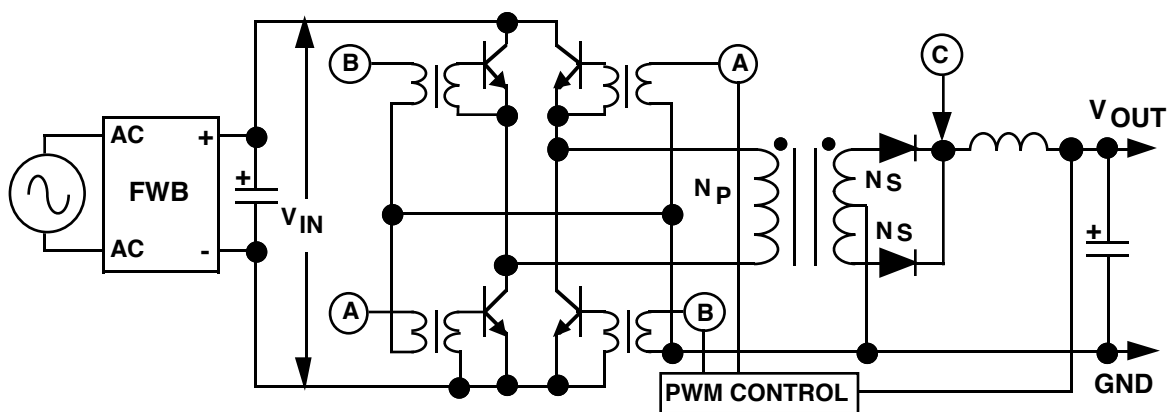 B
A
C
AC
+
FWB
+
AC
-
V IN
N P
N S
N S
V OUT
+
A
B
PWM CONTROL
GND